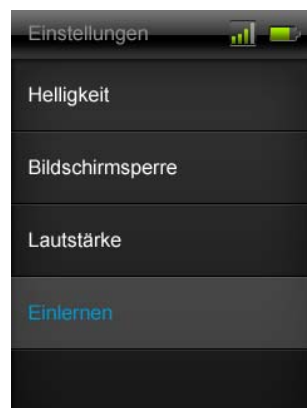 Einstellungen
Helligkeit
Bildschirmsperre
Lautstärke
Einlernen